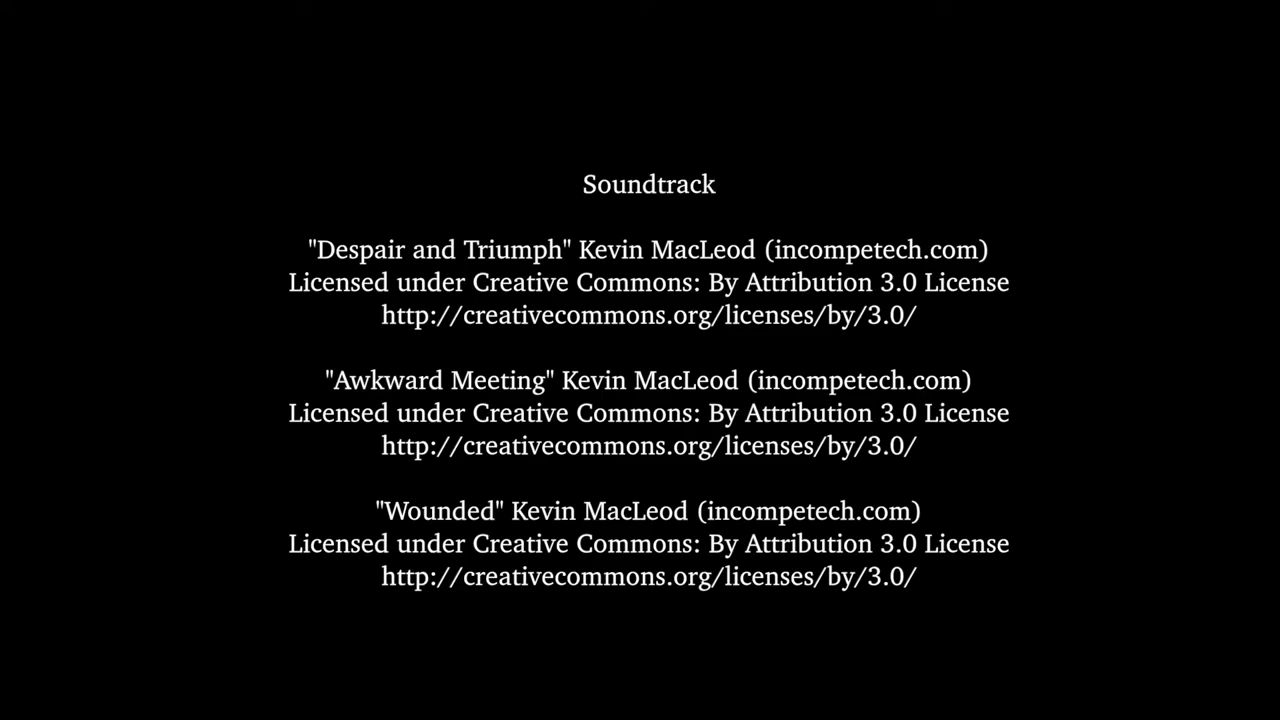 Soundtrack
"Despair and Triumph" Kevin MacLeod (incompetech.com)
Licensed under Creative Commons: By Attribution 3.0 License
http://creativecommons.org/licenses/by/3.0/
"Awkward Meeting" Kevin MacLeod (incompetech.com)
Licensed under Creative Commons: By Attribution 3.0 License
http://creativecommons.org/licenses/by/3.0/
"Wounded" Kevin MacLeod (incompetech.com)
Licensed under Creative Commons: By Attribution 3.0 License
http://creativecommons.org/licenses/by/3.0/